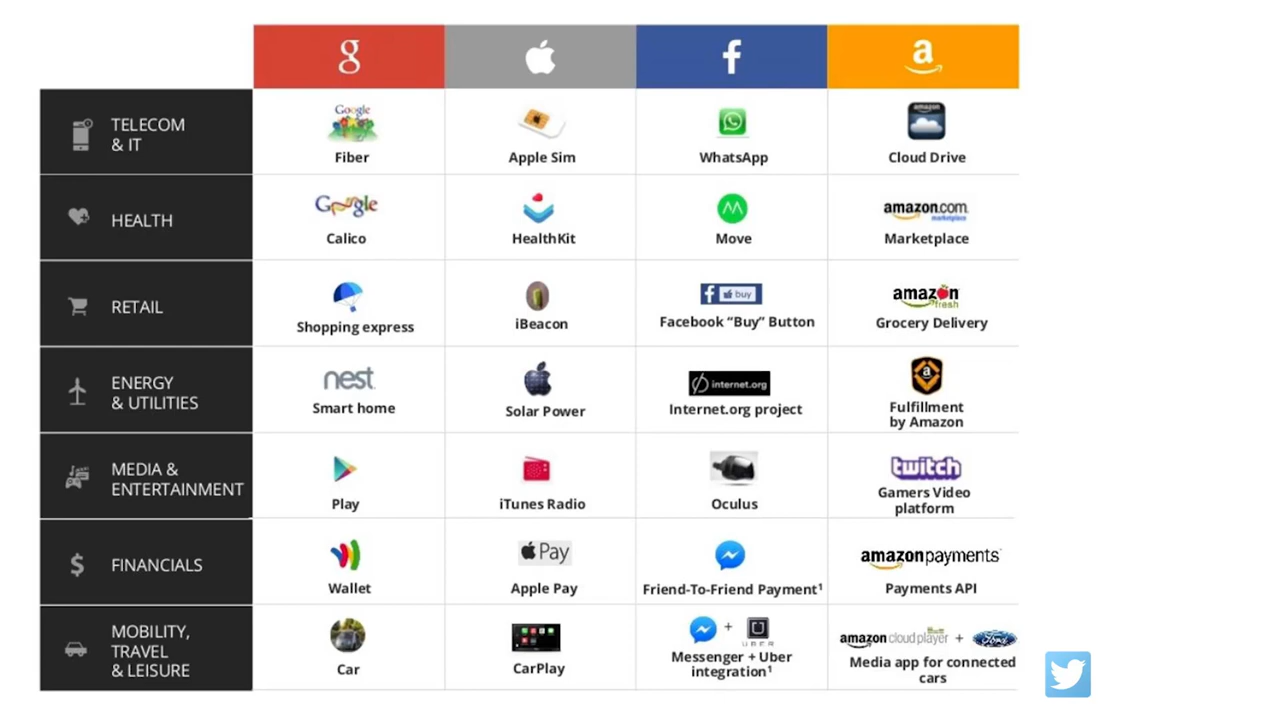 g f a
TELECOM
& IT
Google
Fiber
Apple Sim
WhatsApp
amazon
Cloud Drive
HEALTH
Google
Calico
HealthKit
Move
amazon.com
marketplace
Marketplace
RETAIL
Shopping express
iBeacon
f buy
Facebook “Buy” Button
amazon
fresh
Grocery Delivery
ENERGY
& UTILITIES
nest
Smart home
Solar Power
internet.org
Internet.org project
a
Fulfillment
by Amazon
MEDIA &
ENTERTAINMENT
Play
iTunes Radio
Oculus
twitch
Gamers Video
platform
$
FINANCIALS
Wallet
Pay
Apple Pay
Friend-To-Friend Payment¹
amazonpayments
Payments API
MOBILITY,
TRAVEL
& LEISURE
Car
CarPlay
+ UBER
Messenger + Uber
integration¹
amazon cloud player + Ford
Media app for connected
cars